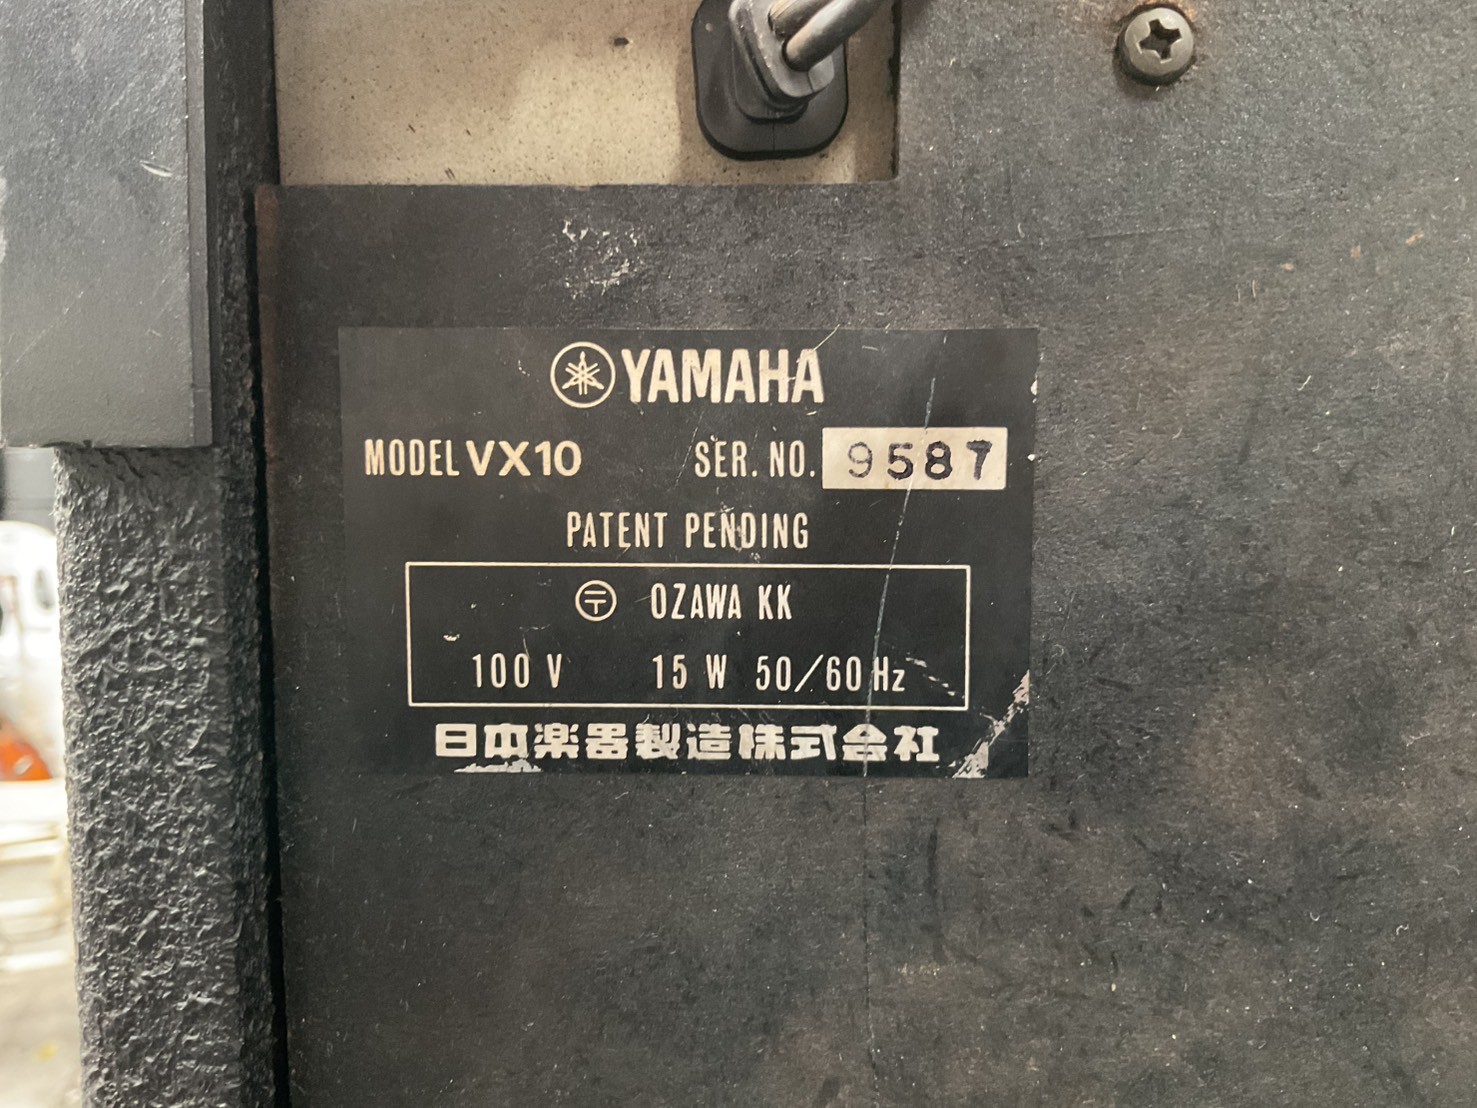 YAMAHA
MODEL VX10 SER. NO. 9587
PATENT PENDING
〶 OZAWA KK
100 V 15 W 50/60 Hz
日本楽器製造株式会社